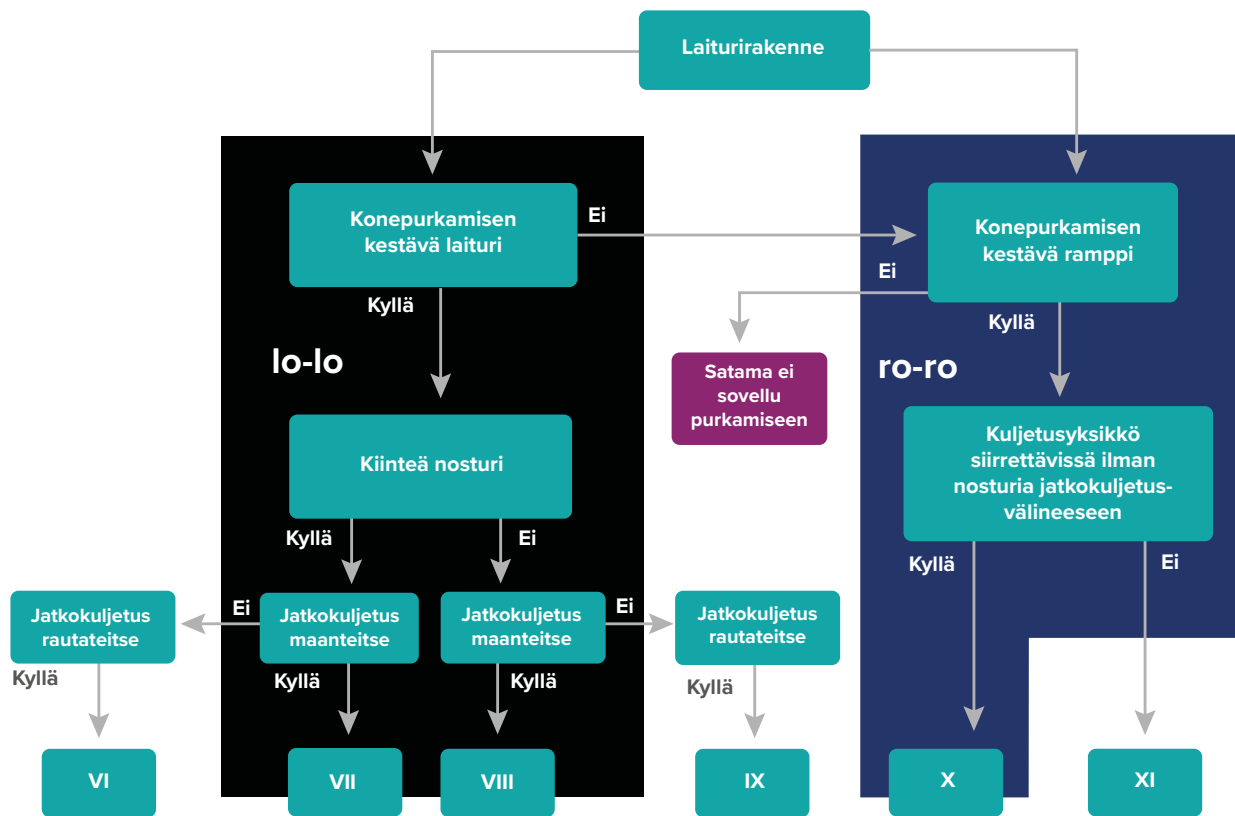 Laiturirakenne
Konepurkamisen
kestävä laituri
Ei
Konepurkamisen
kestävä ramppi
Ei
Kyllä
Kyllä
lo-lo
Satama ei
sovellu
purkamiseen
ro-ro
Kiinteä nosturi
Kuljetusyksikkö
siirrettävissä ilman
nosturia jatkokuljetus-
välineeseen
Kyllä
Ei
Kyllä
Ei
Jatkokuljetus
rautateitse
Ei
Jatkokuljetus
maanteitse
Jatkokuljetus
maanteitse
Ei
Jatkokuljetus
rautateitse
Kyllä
Kyllä
Kyllä
Kyllä
VI
VII
VIII
IX
X
XI